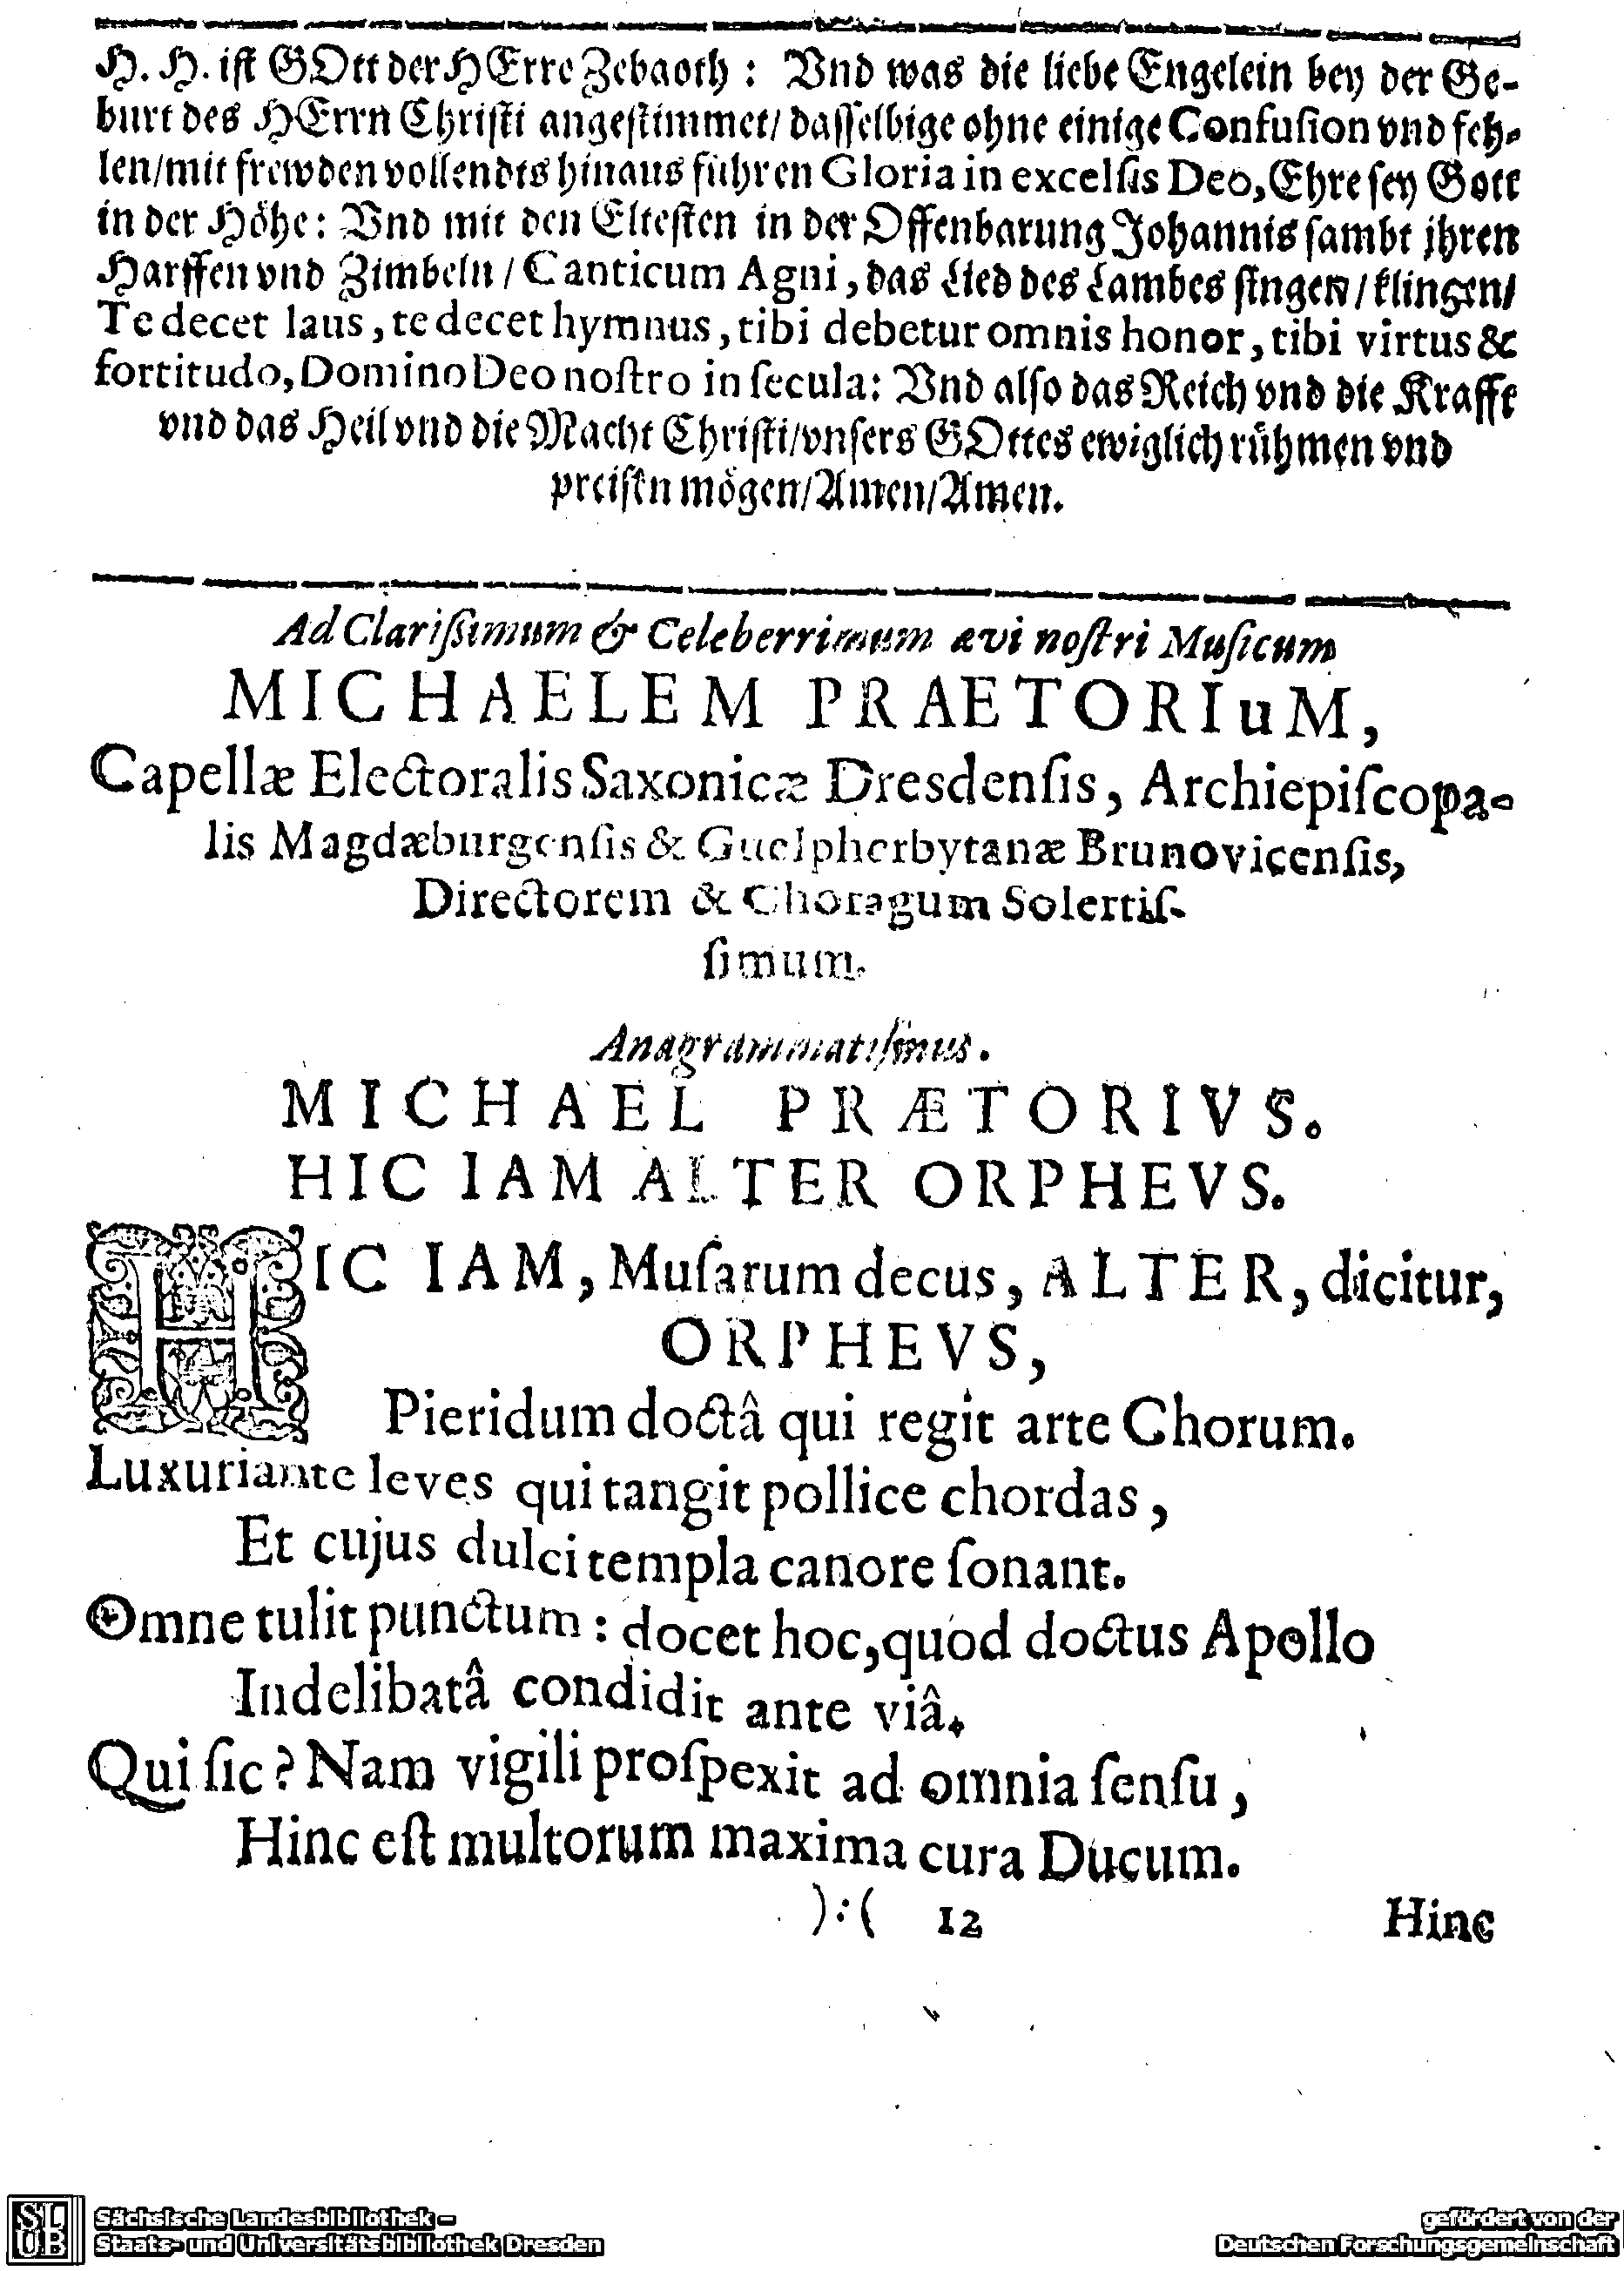 H. H. iſt GOtt der HErre Zebaoth : Vnd was die liebe Engelein bey der Ge-
burt des HErrn Chriſti angeſtimmet/ daſſelbige ohne einige Confuſion vnd feh-
len/mit frewden vollendts hinaus führen Gloria in excelſis Deo, Ehre ſey Gott
in der Höhe: Vnd mit den Elteſten in der Offenbarung Johannis ſambt jhren
Harffen vnd Zimbeln / Canticum Agni, das Lied des Lambes ſingen / klingen/
Te decet laus, te decet hymnus, tibi debetur omnis honor, tibi virtus &
fortitudo, Domino Deo noſtro in ſecula: Vnd alſo das Reich vnd die Krafft
vnd das Heil vnd die Macht Chriſti/vnſers GOttes ewiglich rühmen vnd
preiſen mögen/Amen/Amen.
Ad Clariſsimum & Celeberrimum ævi noſtri Muſicum
MICHAELEM PRAETORIuM,
Capellæ Electoralis Saxonicæ Dresdenſis, Archiepiſcopa-
lis Magdæburgenſis & Guelpherbytanæ Brunovicenſis,
Directorem & Choragum Solertiſ-
ſimum.
Anagrammatiſmus.
MICHAEL PRÆTORIVS.
HIC IAM ALTER ORPHEVS.
HIC IAM, Muſarum decus, ALTER, dicitur,
ORPHEVS,
Pieridum doctâ qui regit arte Chorum.
Luxuriante leves qui tangit pollice chordas,
Et cujus dulci templa canore ſonant.
Omne tulit punctum : docet hoc, quod doctus Apollo
Indelibatâ condidit ante viâ.
Qui ſic? Nam vigili proſpexit ad omnia ſenſu,
Hinc eſt multorum maxima cura Ducum.
):( 12 Hinc
SLUB Sächsische Landesbibliothek –
Staats- und Universitätsbibliothek Dresden
gefördert von der
Deutschen Forschungsgemeinschaft